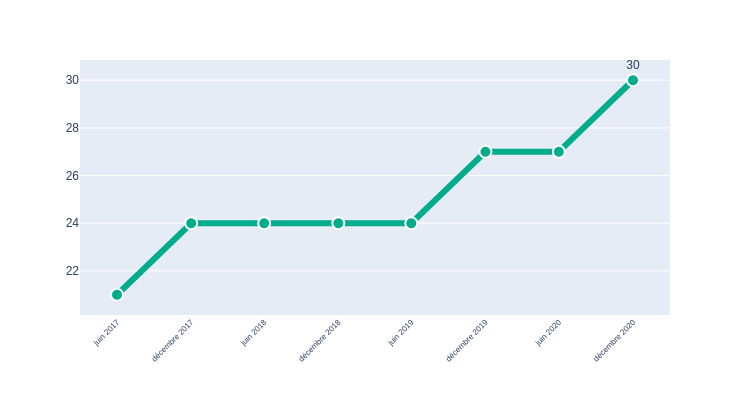 30
30
28
26
24
22
juin 2017
décembre 2017
juin 2018
décembre 2018
juin 2019
décembre 2019
juin 2020
décembre 2020